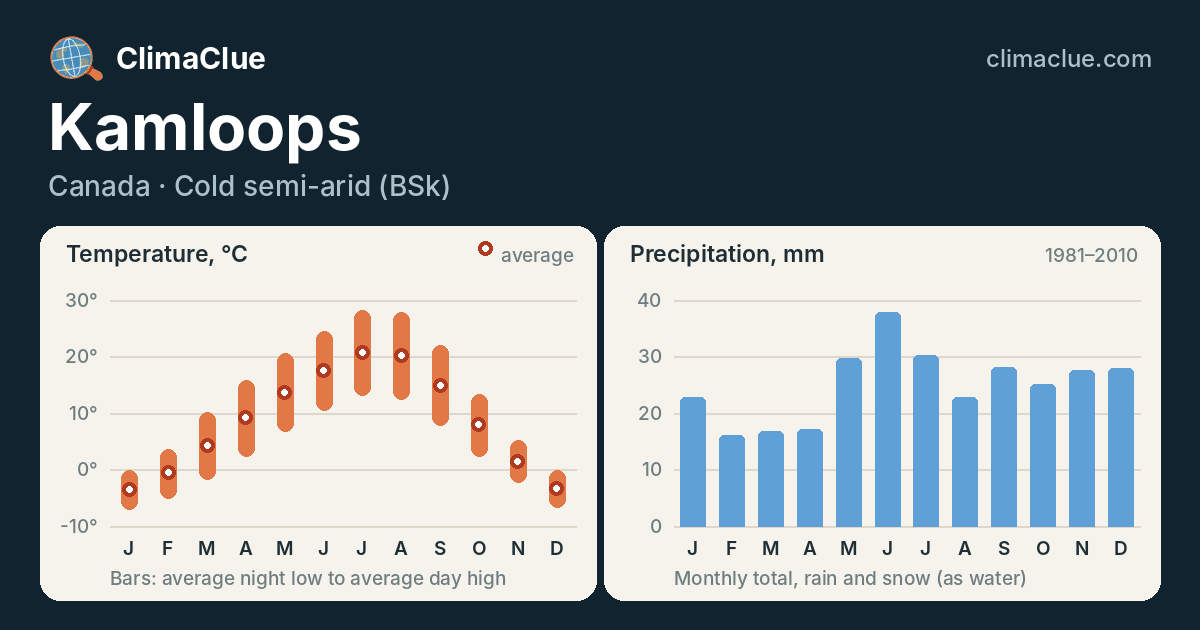 ClimaClue
climaclue.com
Kamloops
Canada · Cold semi-arid (BSk)
Temperature, °C
average
30°
20°
10°
0°
-10°
J F M A M J J A S O N D
Bars: average night low to average day high
Precipitation, mm
1981–2010
40
30
20
10
0
J F M A M J J A S O N D
Monthly total, rain and snow (as water)